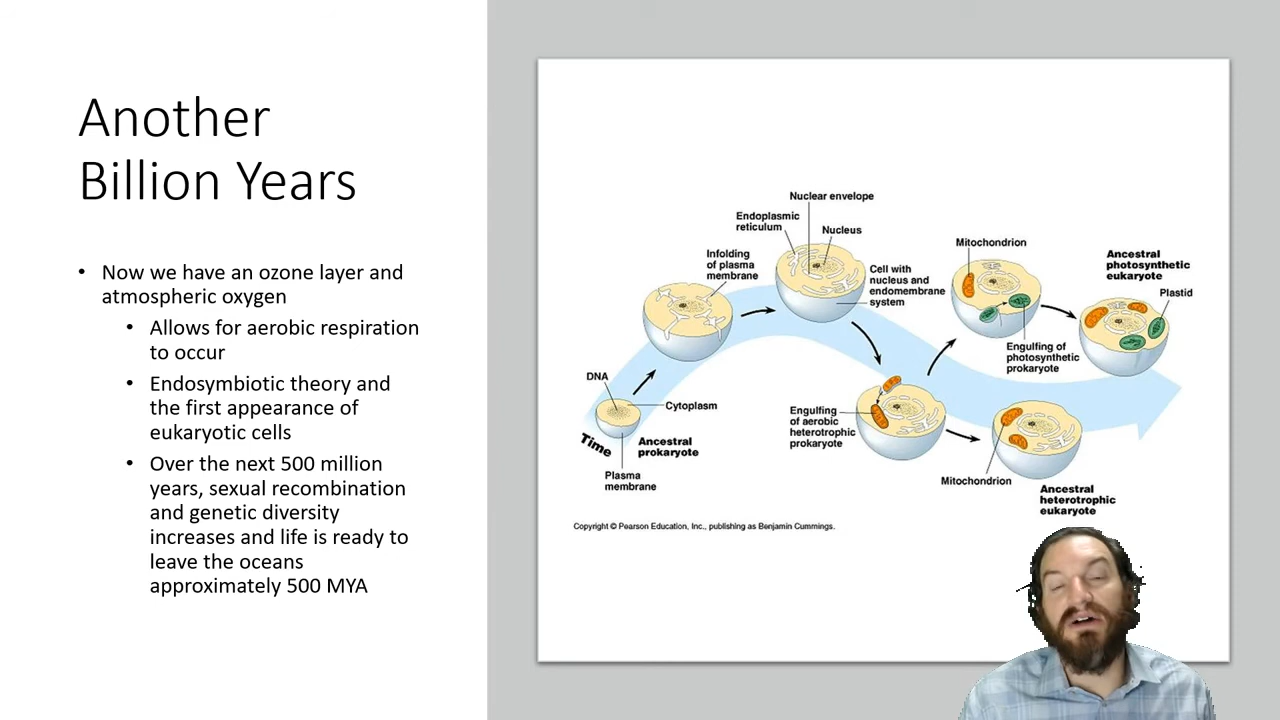 Another
Billion Years
• Now we have an ozone layer and
atmospheric oxygen
• Allows for aerobic respiration
to occur
• Endosymbiotic theory and
the first appearance of
eukaryotic cells
• Over the next 500 million
years, sexual recombination
and genetic diversity
increases and life is ready to
leave the oceans
approximately 500 MYA
Nuclear envelope
Endoplasmic
reticulum
Nucleus
Infolding
of plasma
membrane
Cell with
nucleus and
endomembrane
system
Mitochondrion
Ancestral
photosynthetic
eukaryote
Plastid
Engulfing of
photosynthetic
prokaryote
DNA
Cytoplasm
Time
Ancestral
prokaryote
Plasma
membrane
Engulfing
of aerobic
heterotrophic
prokaryote
Mitochondrion
Ancestral
heterotrophic
eukaryote
Copyright © Pearson Education, Inc., publishing as Benjamin Cummings.